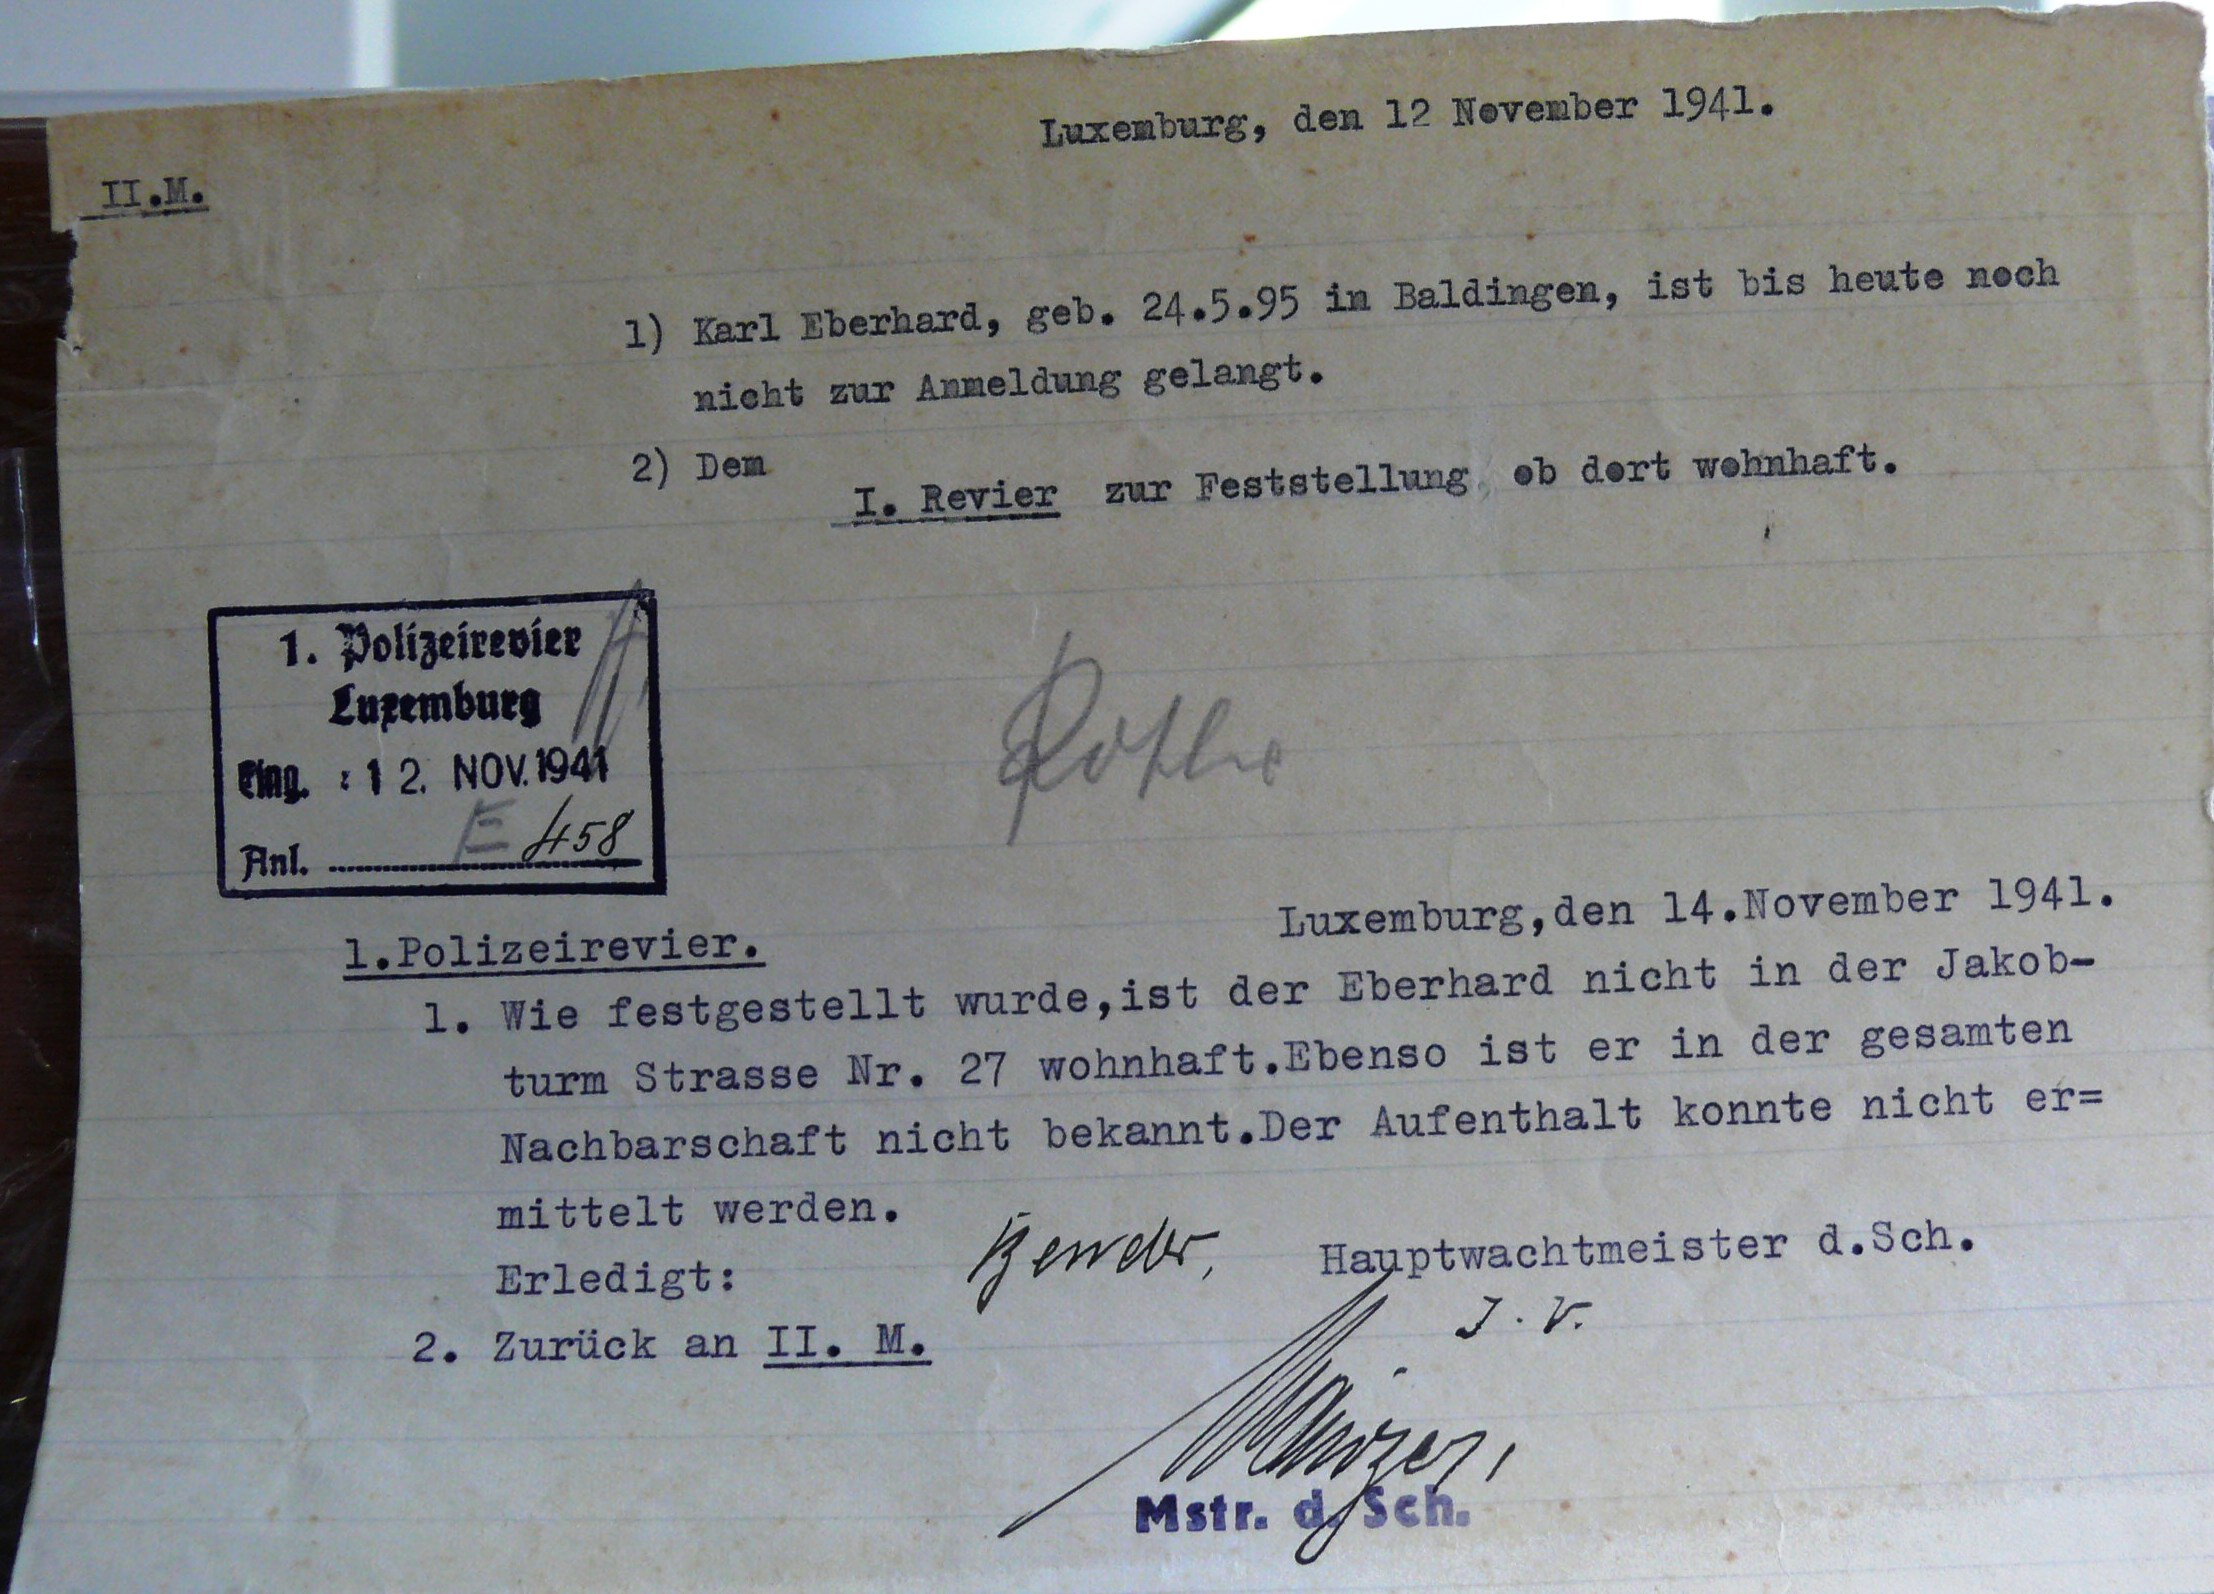 Luxemburg, den 12 November 1941.
II.M.
1) Karl Eberhard, geb. 24.5.95 in Baldingen, ist bis heute noch
nicht zur Anmeldung gelangt.
2) Dem
I. Revier zur Feststellung, ob dort wohnhaft.
1. Polizeirevier
Luxemburg
Eing. : 12. NOV. 1941
E 458
Anl.
Luxemburg,den 14.November 1941.
1.Polizeirevier.
1. Wie festgestellt wurde,ist der Eberhard nicht in der Jakob-
turm Strasse Nr. 27 wohnhaft.Ebenso ist er in der gesamten
Nachbarschaft nicht bekannt.Der Aufenthalt konnte nicht er=
mittelt werden.
Bender, Hauptwachtmeister d.Sch.
Erledigt:
J. V.
2. Zurück an II. M.
Mstr. d. Sch.